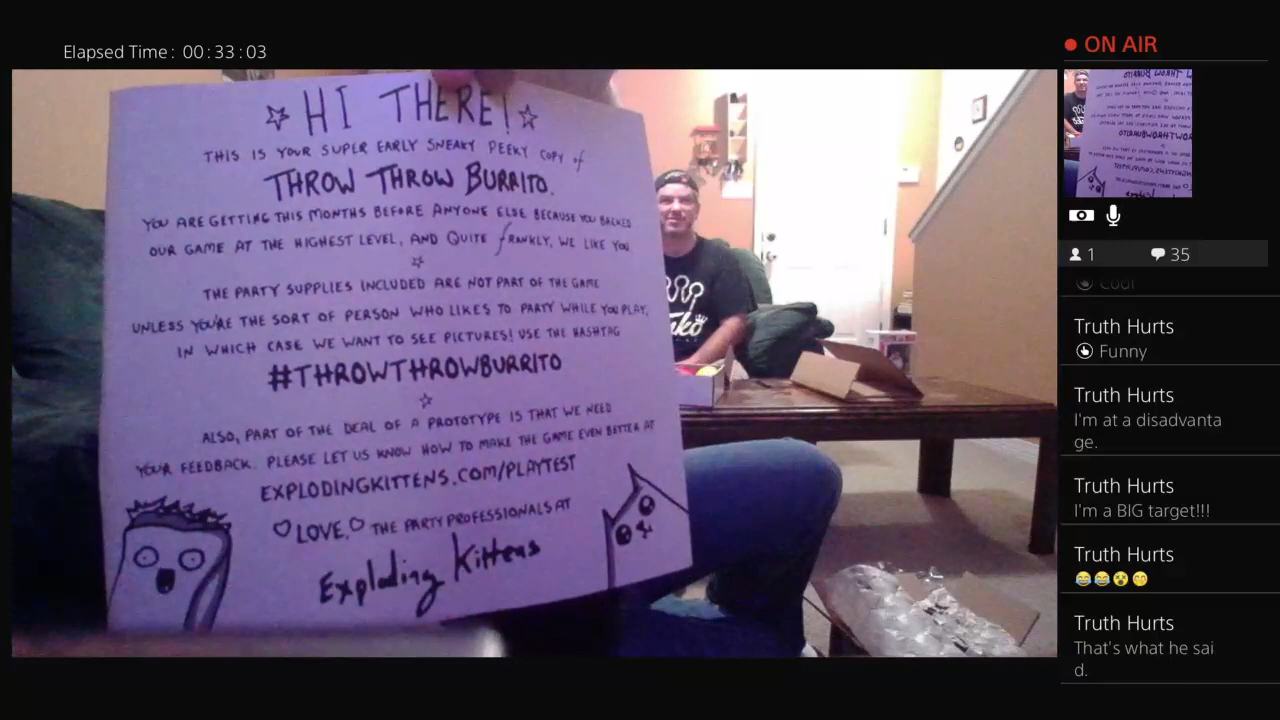 Elapsed Time: 00:33:03
ON AIR
☆ HI THERE! ☆
THIS IS YOUR SUPER EARLY SNEAKY PEEKY COPY of
THROW THROW BURRITO.
YOU ARE GETTING THIS MONTHS BEFORE ANYONE ELSE BECAUSE YOU BACKED
OUR GAME AT THE HIGHEST LEVEL, AND QUITE frANKLY, WE LIKE YOU
THE PARTY SUPPLIES INCLUDED ARE NOT PART OF THE GAME
UNLESS YOU'RE THE SORT OF PERSON WHO LIKES TO PARTY WHILE YOU PLAY,
IN WHICH CASE WE WANT TO SEE PICTURES! USE THE HASHTAG
#THROWTHROWBURRITO
ALSO, PART OF THE DEAL OF A PROTOTYPE IS THAT WE NEED
YOUR FEEDBACK. PLEASE LET US KNOW HOW TO MAKE THE GAME EVEN BETTER AT
EXPLODINGKITTENS.COM/PLAYTEST
♡LOVE,♡ THE PARTY PROFESSIONALS AT
Exploding Kittens
1 35
Cool
Truth Hurts
Funny
Truth Hurts
I'm at a disadvanta
ge.
Truth Hurts
I'm a BIG target!!!
Truth Hurts
😂😂😵😁
Truth Hurts
That's what he sai
d.